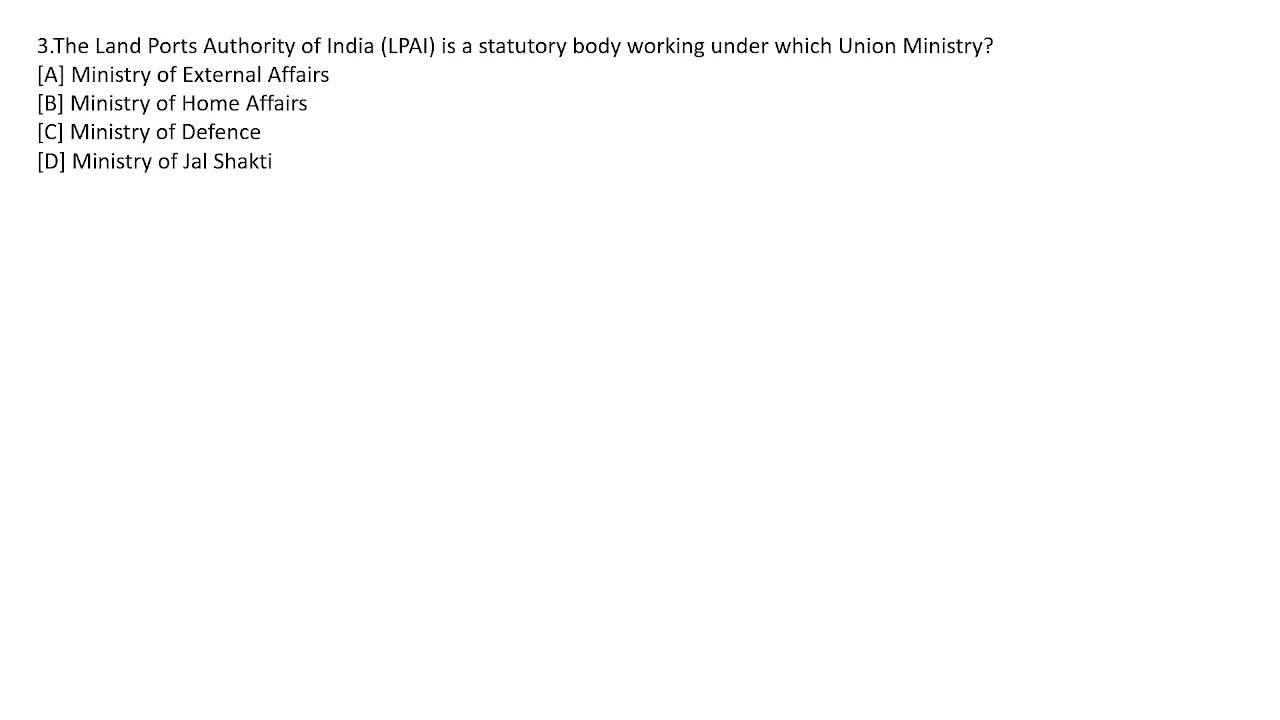 3.The Land Ports Authority of India (LPAI) is a statutory body working under which Union Ministry?
[A] Ministry of External Affairs
[B] Ministry of Home Affairs
[C] Ministry of Defence
[D] Ministry of Jal Shakti